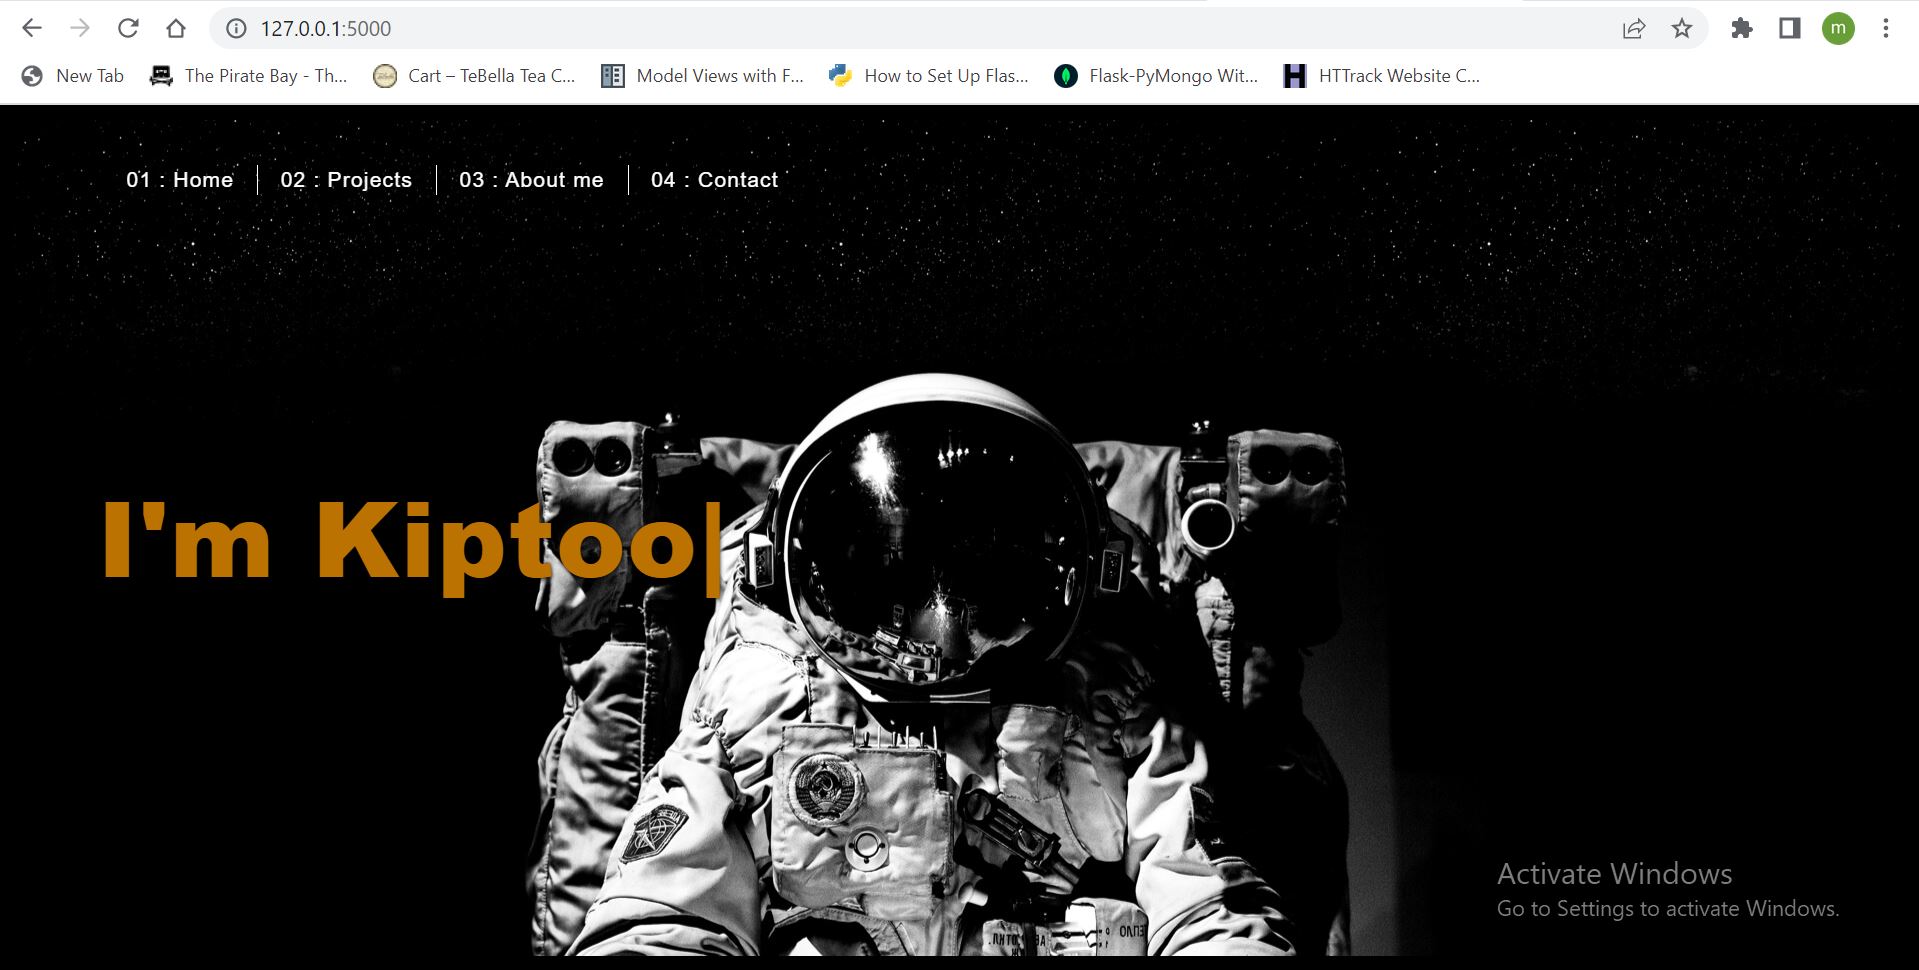 127.0.0.1:5000
m
New Tab
The Pirate Bay - Th...
Cart – TeBella Tea C...
Model Views with F...
How to Set Up Flas...
Flask-PyMongo Wit...
HTTrack Website C...
01 : Home
02 : Projects
03 : About me
04 : Contact
I'm Kiptoo|
Activate Windows
Go to Settings to activate Windows.